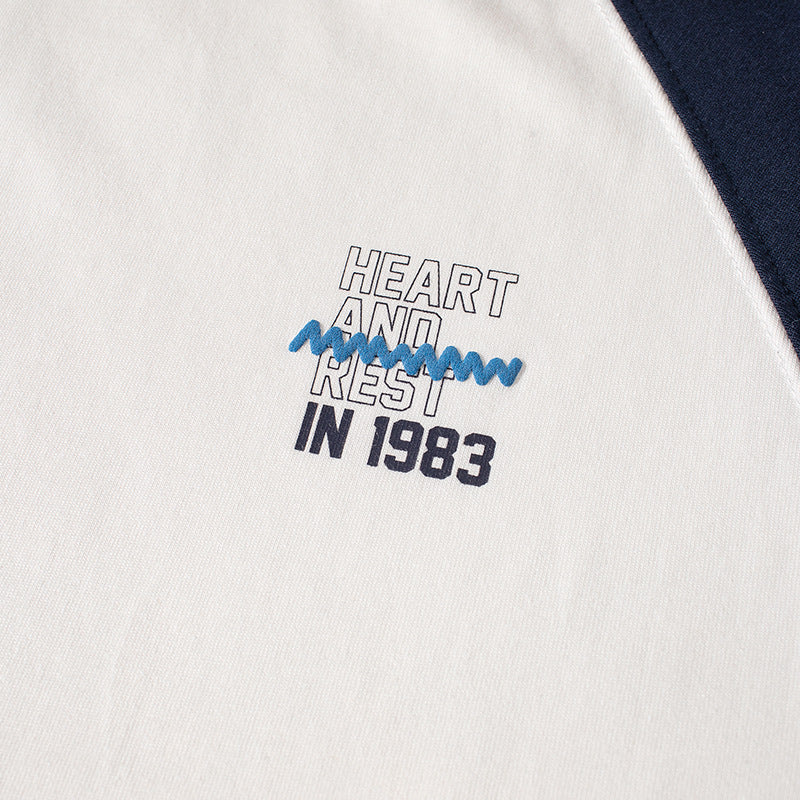 HEART
AND
REST
IN 1983